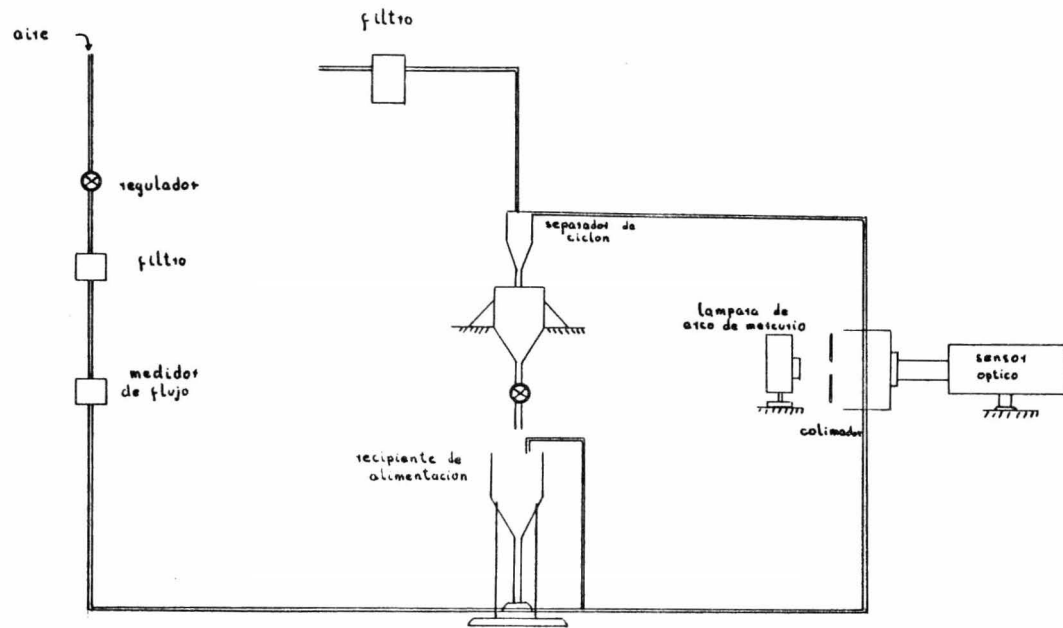 filtro
aire
regulador
separador de
ciclon
filtro
lampara de
arco de mercurio
sensor
optico
medidor
de flujo
colimador
recipiente de
alimentacion